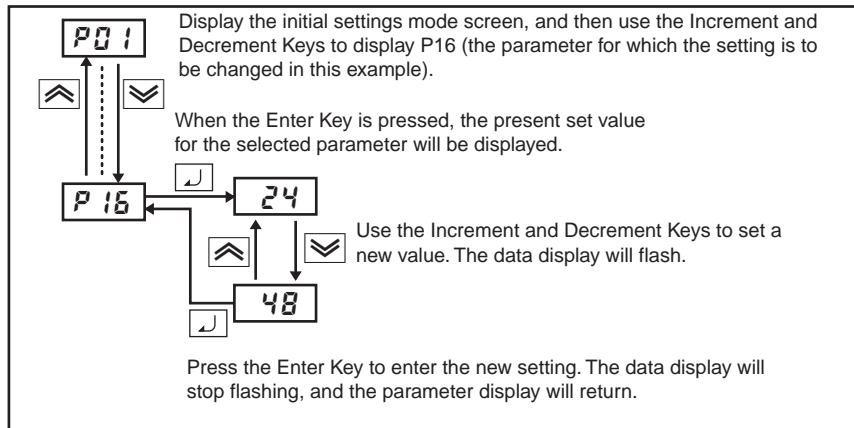 P01
Display the initial settings mode screen, and then use the Increment and
Decrement Keys to display P16 (the parameter for which the setting is to
be changed in this example).
When the Enter Key is pressed, the present set value
for the selected parameter will be displayed.
P16
24
Use the Increment and Decrement Keys to set a
new value. The data display will flash.
48
Press the Enter Key to enter the new setting. The data display will
stop flashing, and the parameter display will return.